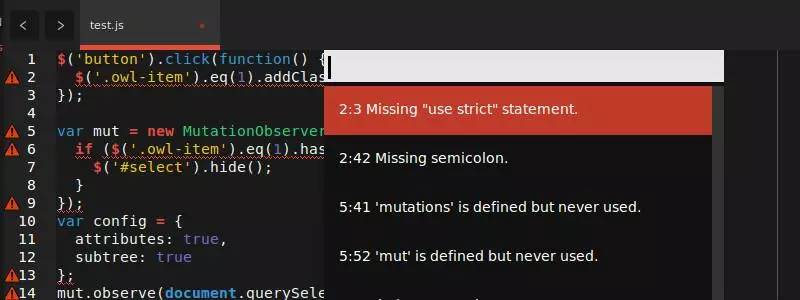 test.js
1 $('button').click(function() {
2 $('.owl-item').eq(1).addClas
3 });
4
5 var mut = new MutationObserver
6 if ($('.owl-item').eq(1).has
7 $('#select').hide();
8 }
9 });
10 var config = {
11 attributes: true,
12 subtree: true
13 };
14 mut.observe(document.querySele
2:3 Missing "use strict" statement.
2:42 Missing semicolon.
5:41 'mutations' is defined but never used.
5:52 'mut' is defined but never used.